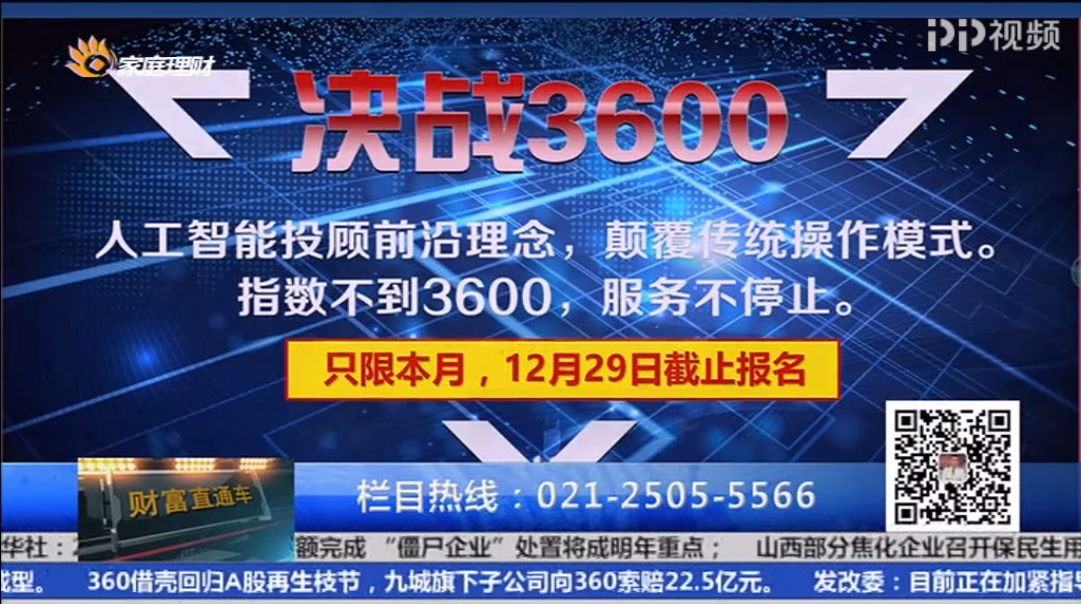 PP视频
家庭理财
决战3600
人工智能投顾前沿理念，颠覆传统操作模式。
指数不到3600，服务不停止。
只限本月，12月29日截止报名
财富直通车
栏目热线：021-2505-5566
华社：2
额完成 “僵尸企业” 处置将成明年重点； 山西部分焦化企业召开保民生用
成型。 360借壳回归A股再生枝节，九城旗下子公司向360索赔22.5亿元。 发改委：目前正在加紧指导